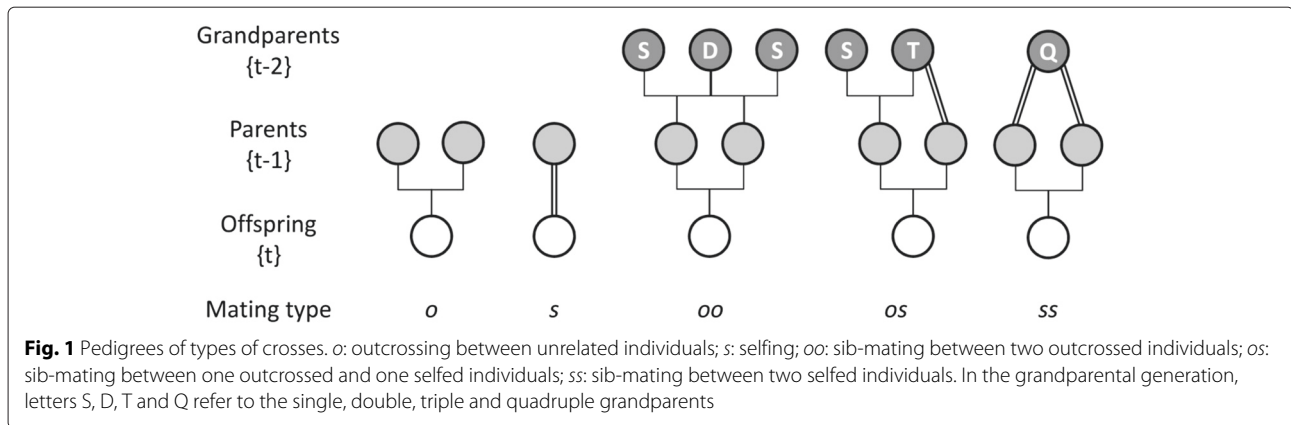 Grandparents
{t-2}
S D S S T Q
Parents
{t-1}
Offspring
{t}
Mating type o s oo os ss
Fig. 1 Pedigrees of types of crosses. o: outcrossing between unrelated individuals; s: selfing; oo: sib-mating between two outcrossed individuals; os:
sib-mating between one outcrossed and one selfed individuals; ss: sib-mating between two selfed individuals. In the grandparental generation,
letters S, D, T and Q refer to the single, double, triple and quadruple grandparents